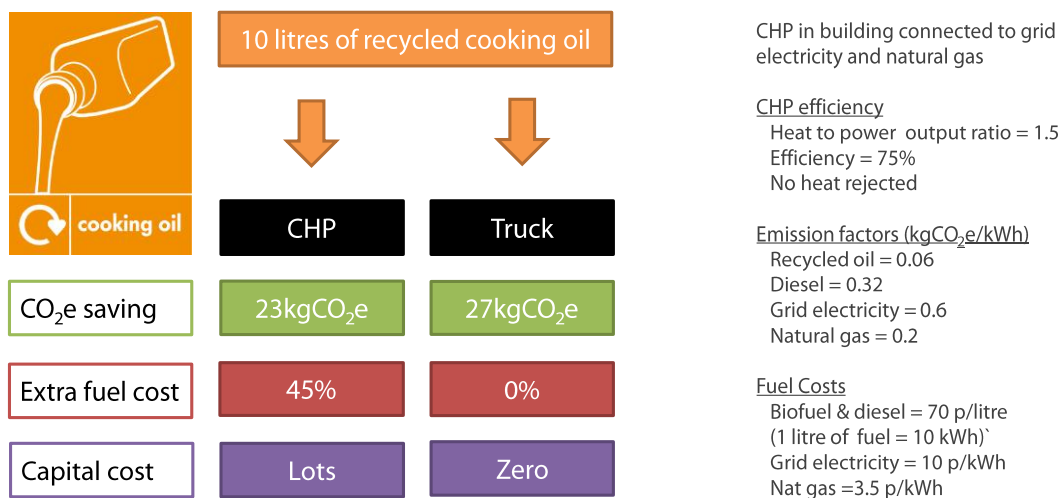 10 litres of recycled cooking oil
cooking oil
CHP
Truck
CO₂e saving
23kgCO₂e
27kgCO₂e
Extra fuel cost
45%
0%
Capital cost
Lots
Zero
CHP in building connected to grid
electricity and natural gas
CHP efficiency
Heat to power output ratio = 1.5
Efficiency = 75%
No heat rejected
Emission factors (kgCO₂e/kWh)
Recycled oil = 0.06
Diesel = 0.32
Grid electricity = 0.6
Natural gas = 0.2
Fuel Costs
Biofuel & diesel = 70 p/litre
(1 litre of fuel = 10 kWh)`
Grid electricity = 10 p/kWh
Nat gas =3.5 p/kWh